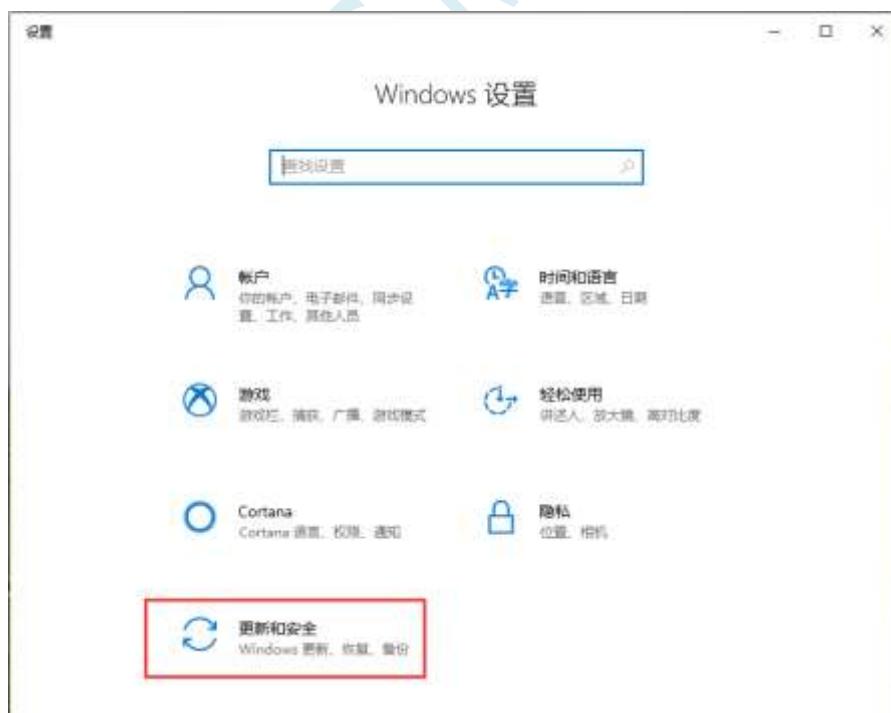 设置
Windows 设置
查找设置
帐户
你的帐户、电子邮件、同步设
置、工作、其他人员
时间和语言
语音、区域、日期
游戏
游戏栏、捕获、广播、游戏模式
轻松使用
讲述人、放大镜、高对比度
Cortana
Cortana 语言、权限、通知
隐私
位置、相机
更新和安全
Windows 更新、恢复、备份